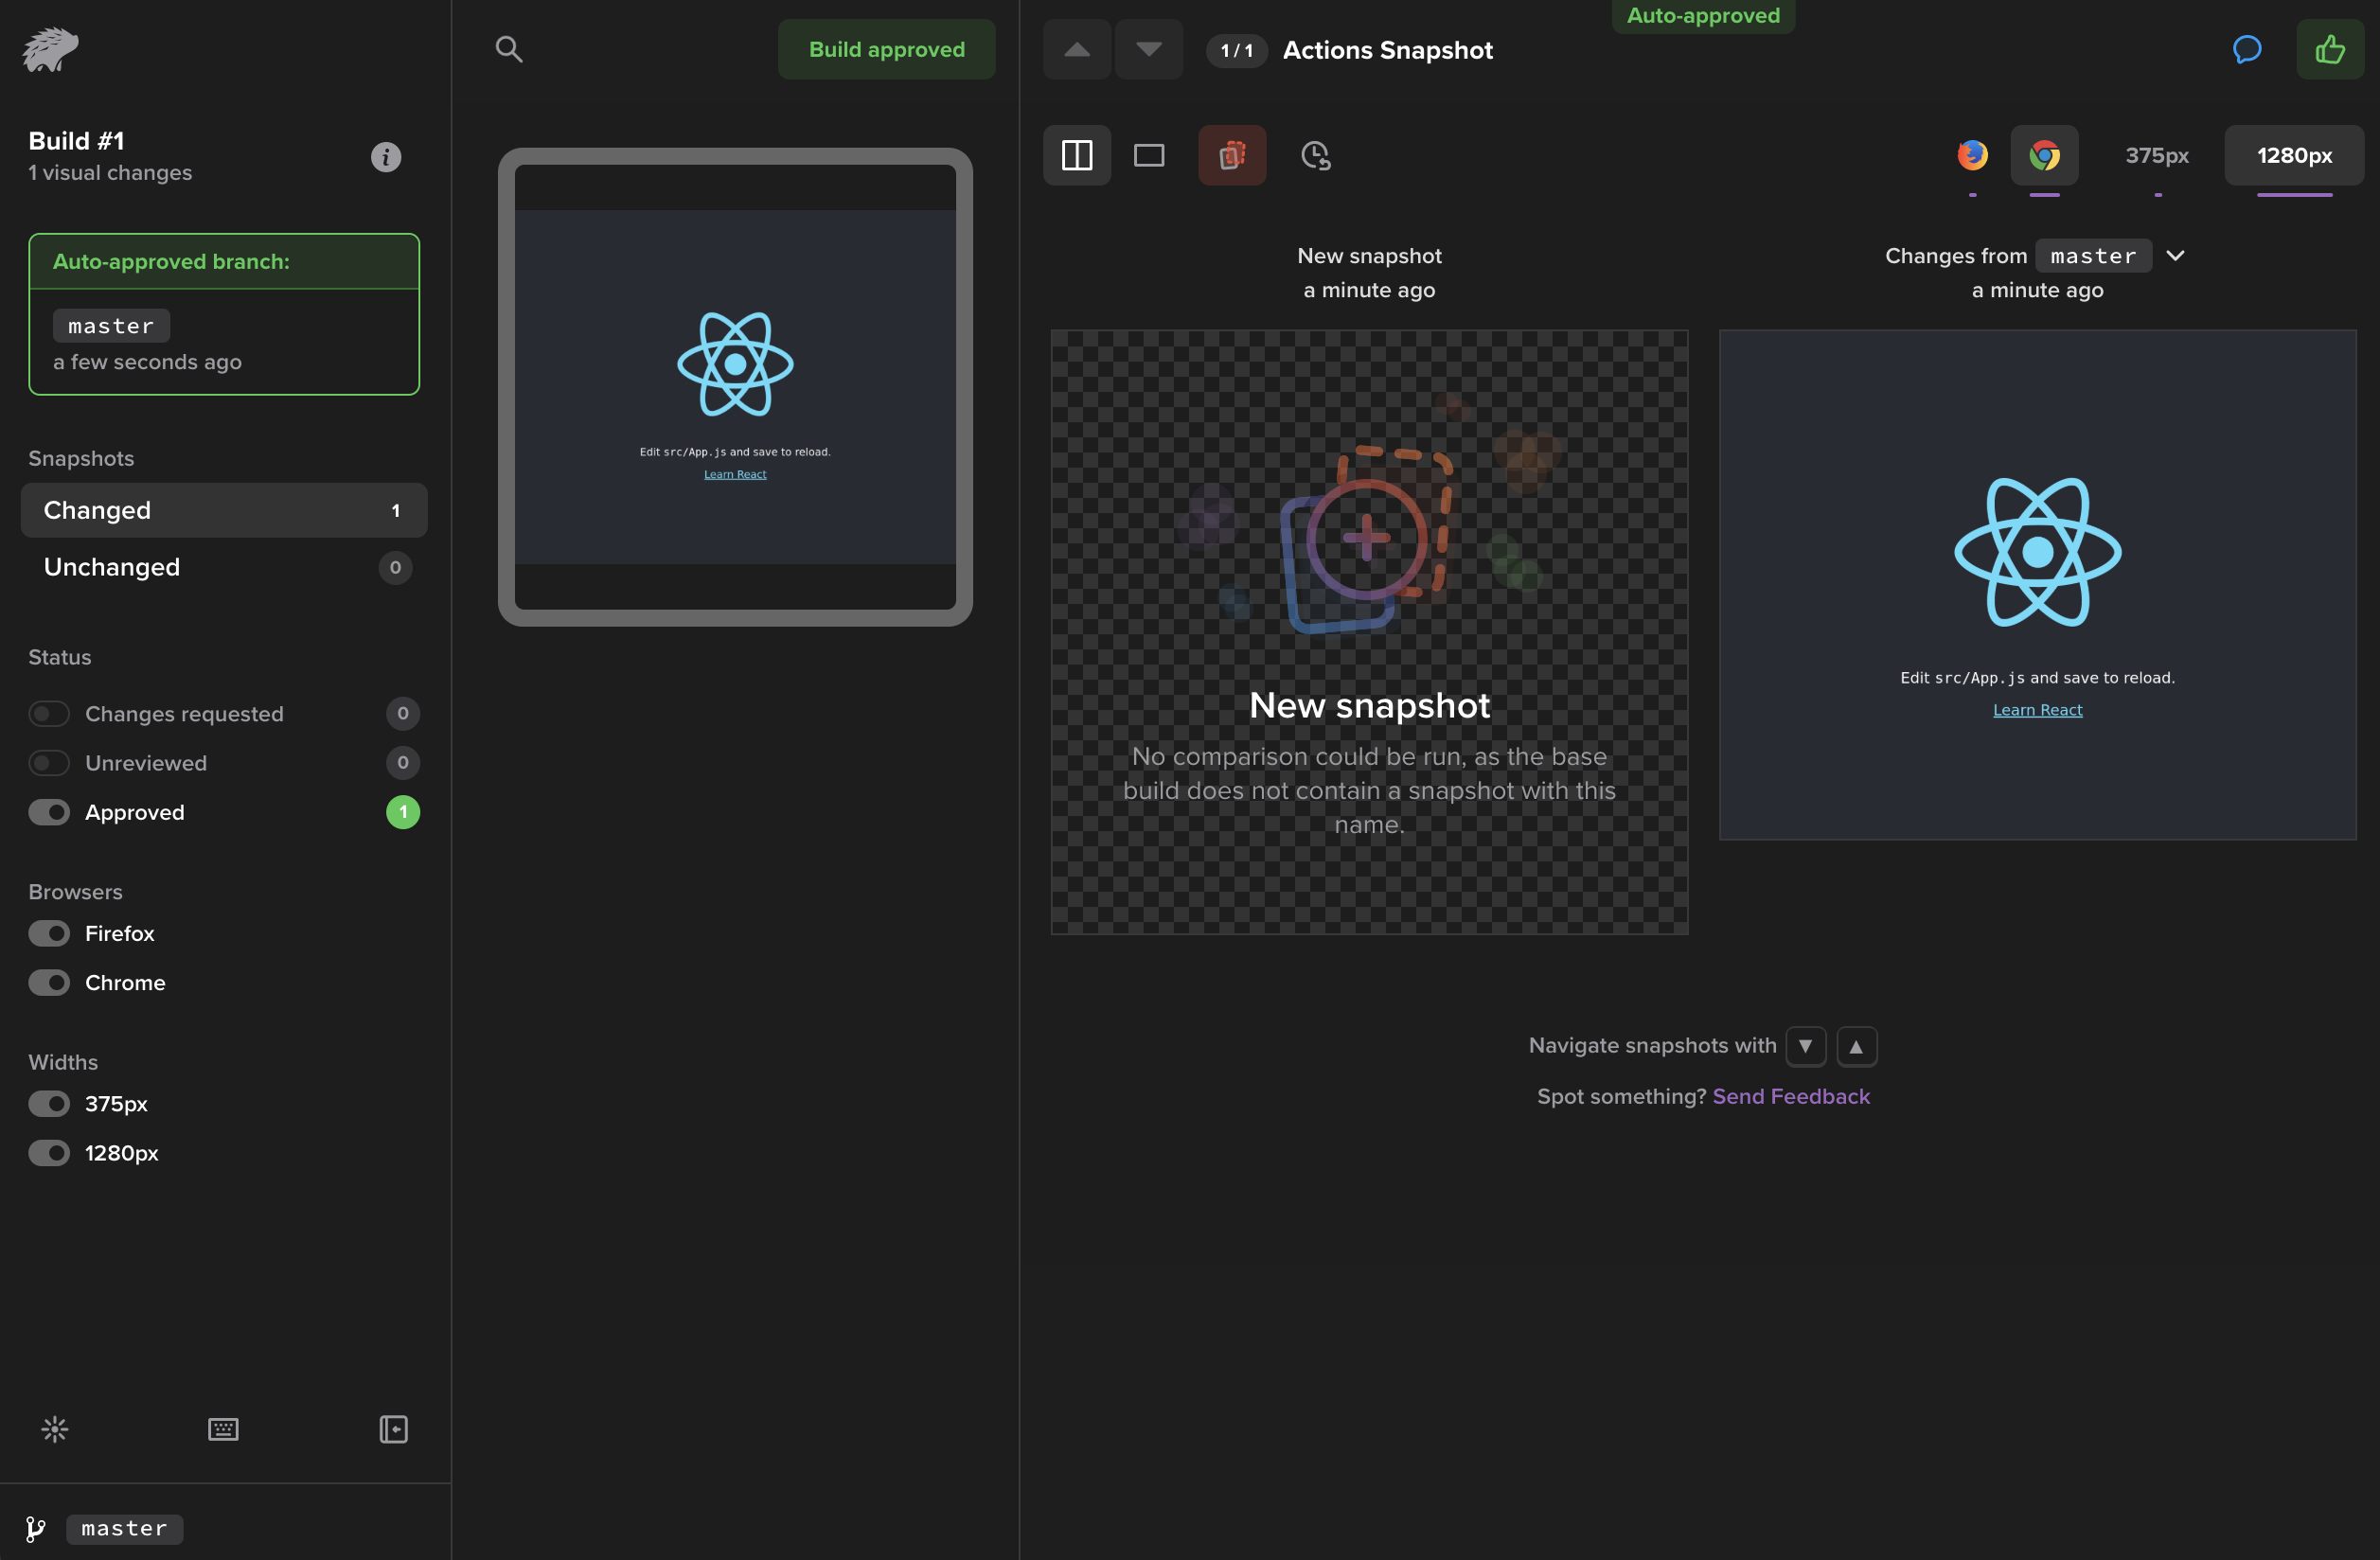 Build #1
1 visual changes
i
Auto-approved branch:
master
a few seconds ago
Snapshots
Changed 1
Unchanged 0
Status
Changes requested 0
Unreviewed 0
Approved 1
Browsers
Firefox
Chrome
Widths
375px
1280px
master
Build approved
Edit src/App.js and save to reload.
Learn React
Auto-approved
1 / 1 Actions Snapshot
375px 1280px
New snapshot
a minute ago
Changes from master
a minute ago
New snapshot
No comparison could be run, as the base
build does not contain a snapshot with this
name.
Edit src/App.js and save to reload.
Learn React
Navigate snapshots with ▼ ▲
Spot something? Send Feedback